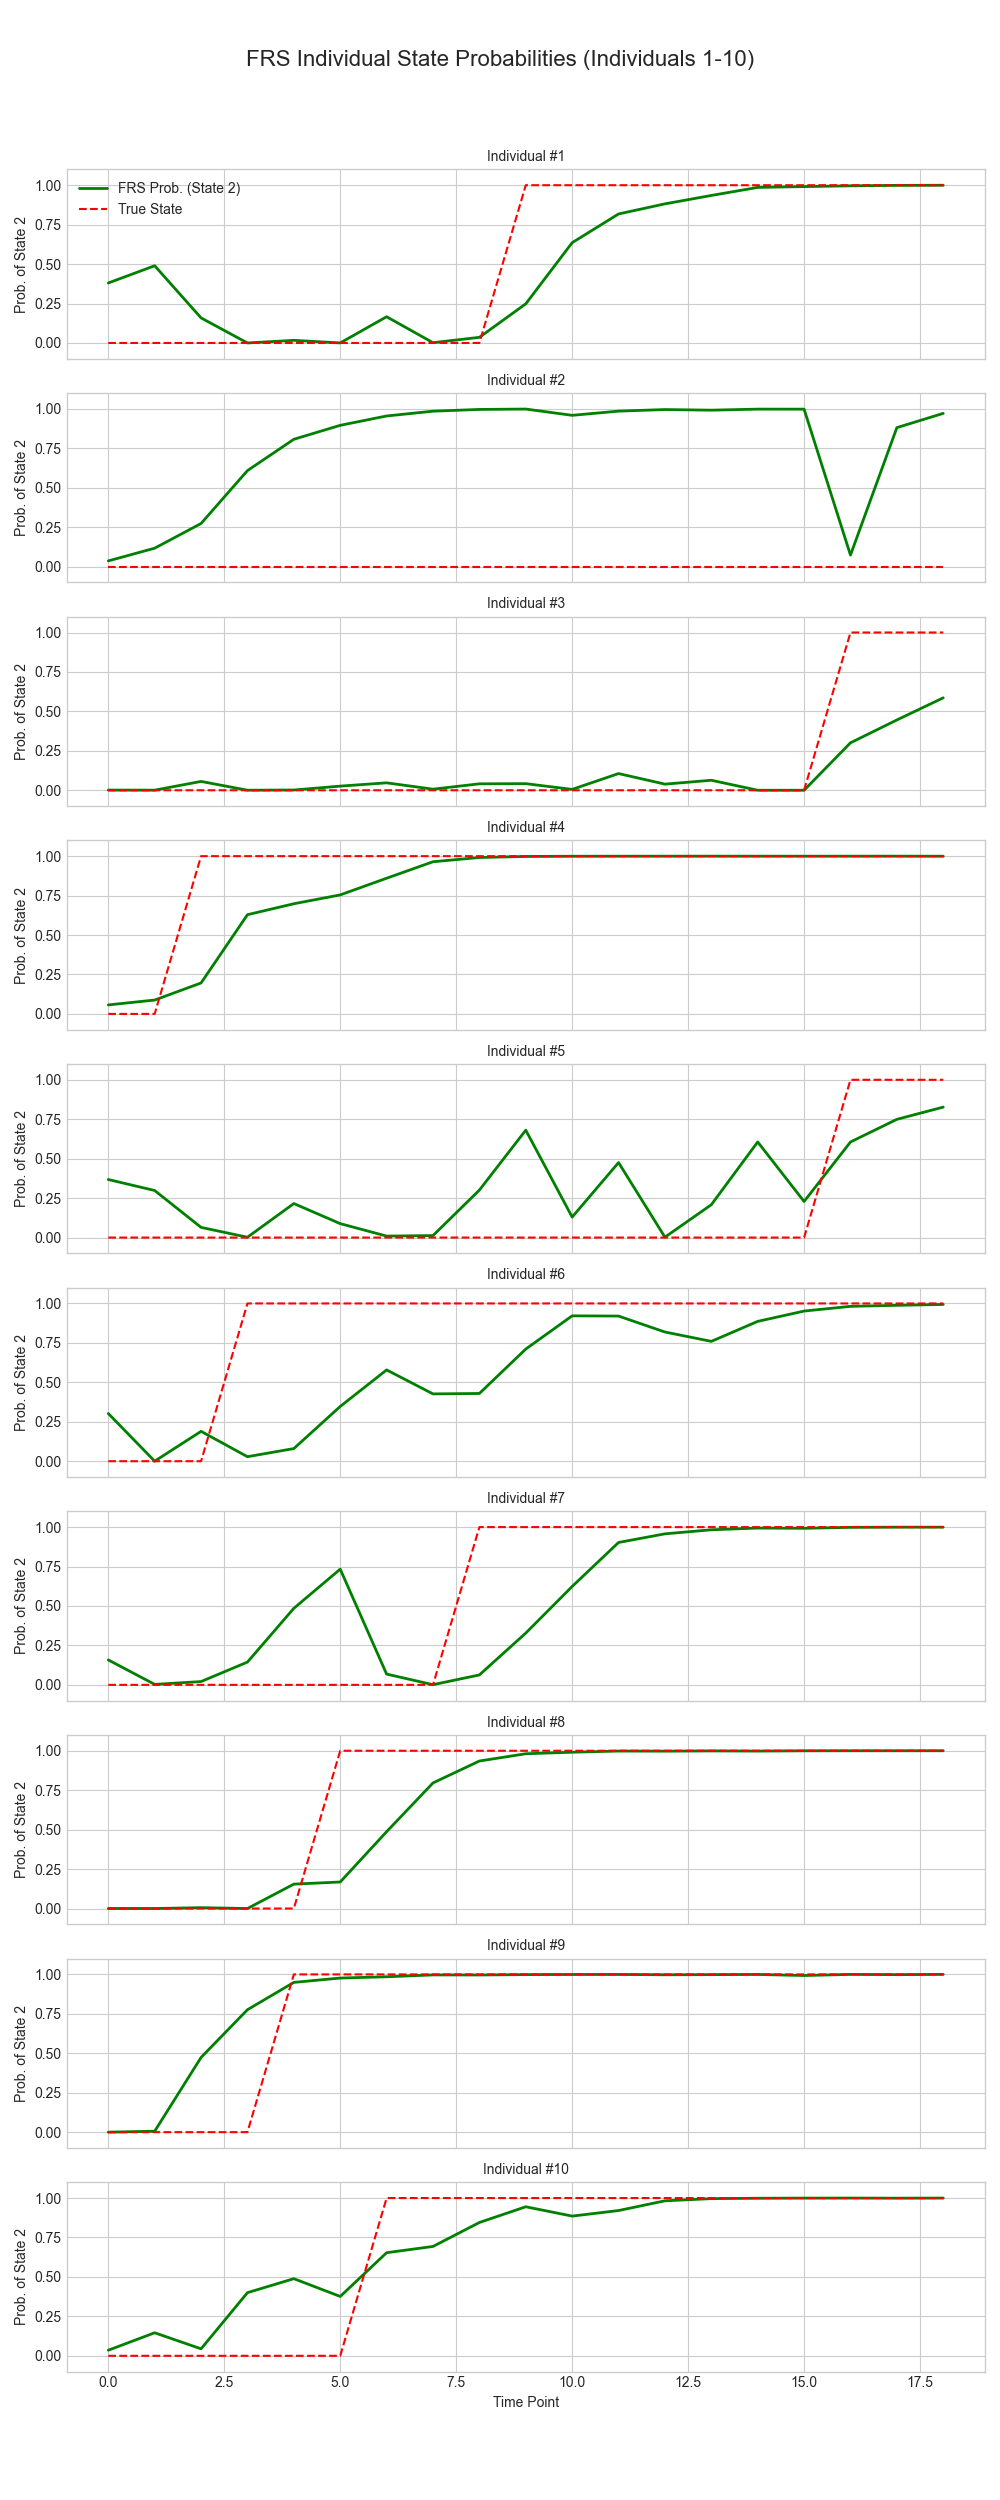 FRS Individual State Probabilities (Individuals 1-10)
Individual #1
FRS Prob. (State 2)
True State
Prob. of State 2
1.00
0.75
0.50
0.25
0.00
Individual #2
Prob. of State 2
1.00
0.75
0.50
0.25
0.00
Individual #3
Prob. of State 2
1.00
0.75
0.50
0.25
0.00
Individual #4
Prob. of State 2
1.00
0.75
0.50
0.25
0.00
Individual #5
Prob. of State 2
1.00
0.75
0.50
0.25
0.00
Individual #6
Prob. of State 2
1.00
0.75
0.50
0.25
0.00
Individual #7
Prob. of State 2
1.00
0.75
0.50
0.25
0.00
Individual #8
Prob. of State 2
1.00
0.75
0.50
0.25
0.00
Individual #9
Prob. of State 2
1.00
0.75
0.50
0.25
0.00
Individual #10
Prob. of State 2
1.00
0.75
0.50
0.25
0.00
0.0 2.5 5.0 7.5 10.0 12.5 15.0 17.5
Time Point